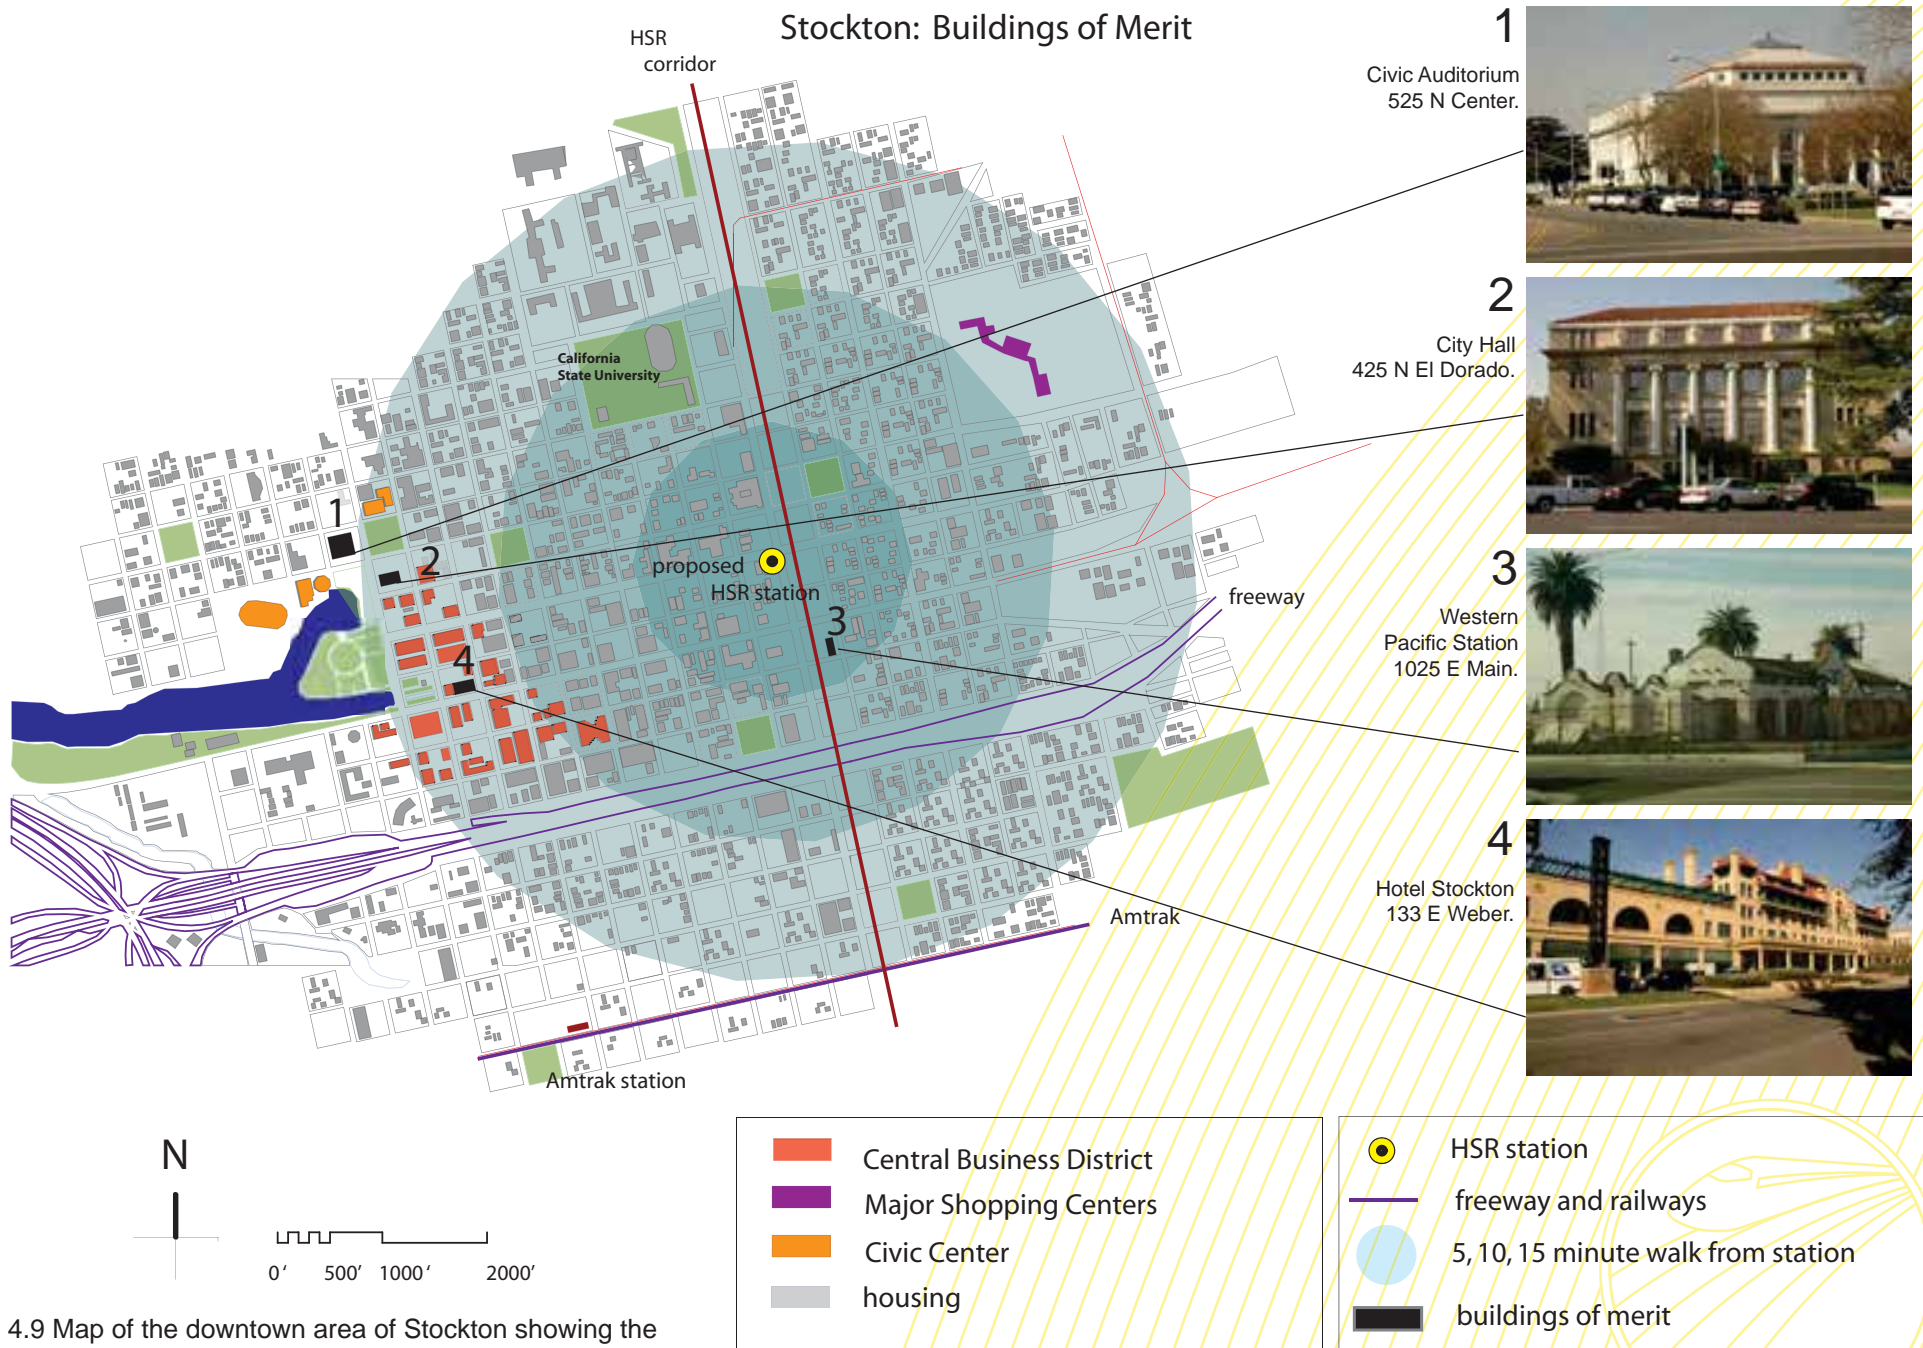 Stockton: Buildings of Merit
HSR
corridor
1
Civic Auditorium
525 N Center.
2
City Hall
425 N El Dorado.
3
Western
Pacific Station
1025 E Main.
4
Hotel Stockton
133 E Weber.
California
State University
1
2
proposed
HSR station
3
4
freeway
Amtrak
Amtrak station
N
0' 500' 1000' 2000'
Central Business District
Major Shopping Centers
Civic Center
housing
HSR station
freeway and railways
5, 10, 15 minute walk from station
buildings of merit
4.9 Map of the downtown area of Stockton showing the